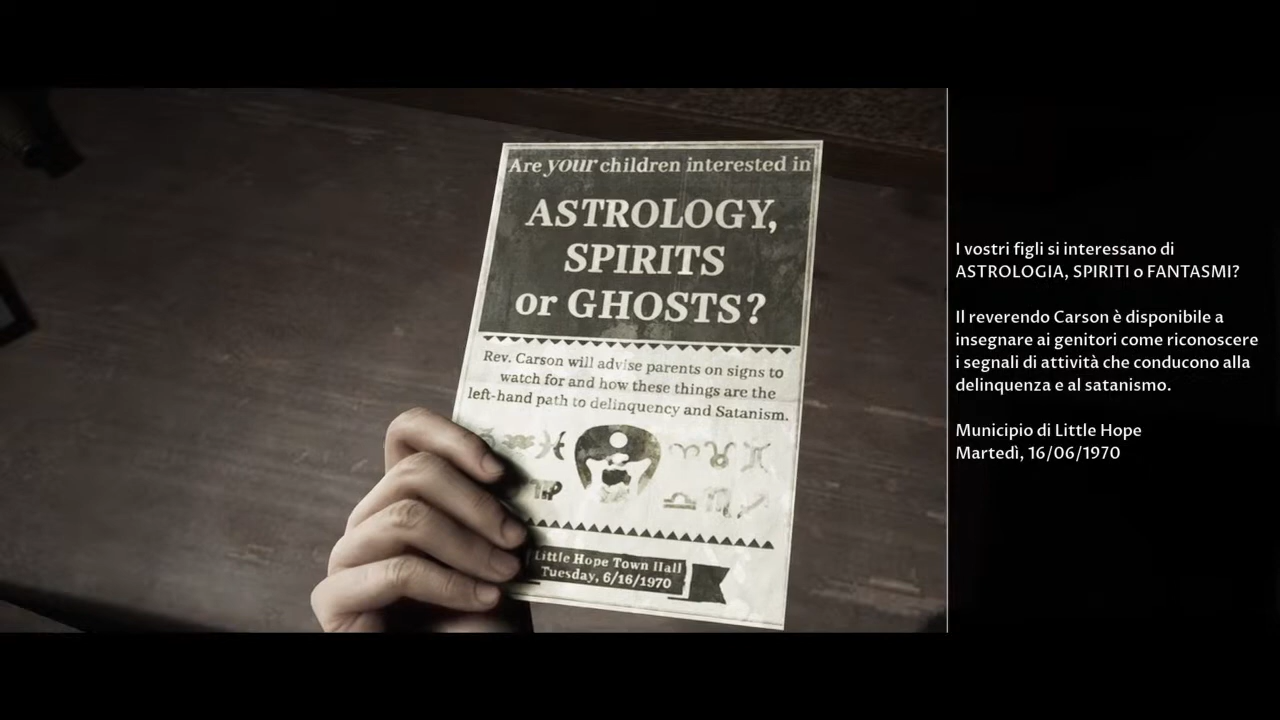 Are your children interested in
ASTROLOGY,
SPIRITS
or GHOSTS?
Rev. Carson will advise parents on signs to
watch for and how these things are the
left-hand path to delinquency and Satanism.
Little Hope Town Hall
Tuesday, 6/16/1970
I vostri figli si interessano di
ASTROLOGIA, SPIRITI o FANTASMI?
Il reverendo Carson è disponibile a
insegnare ai genitori come riconoscere
i segnali di attività che conducono alla
delinquenza e al satanismo.
Municipio di Little Hope
Martedì, 16/06/1970